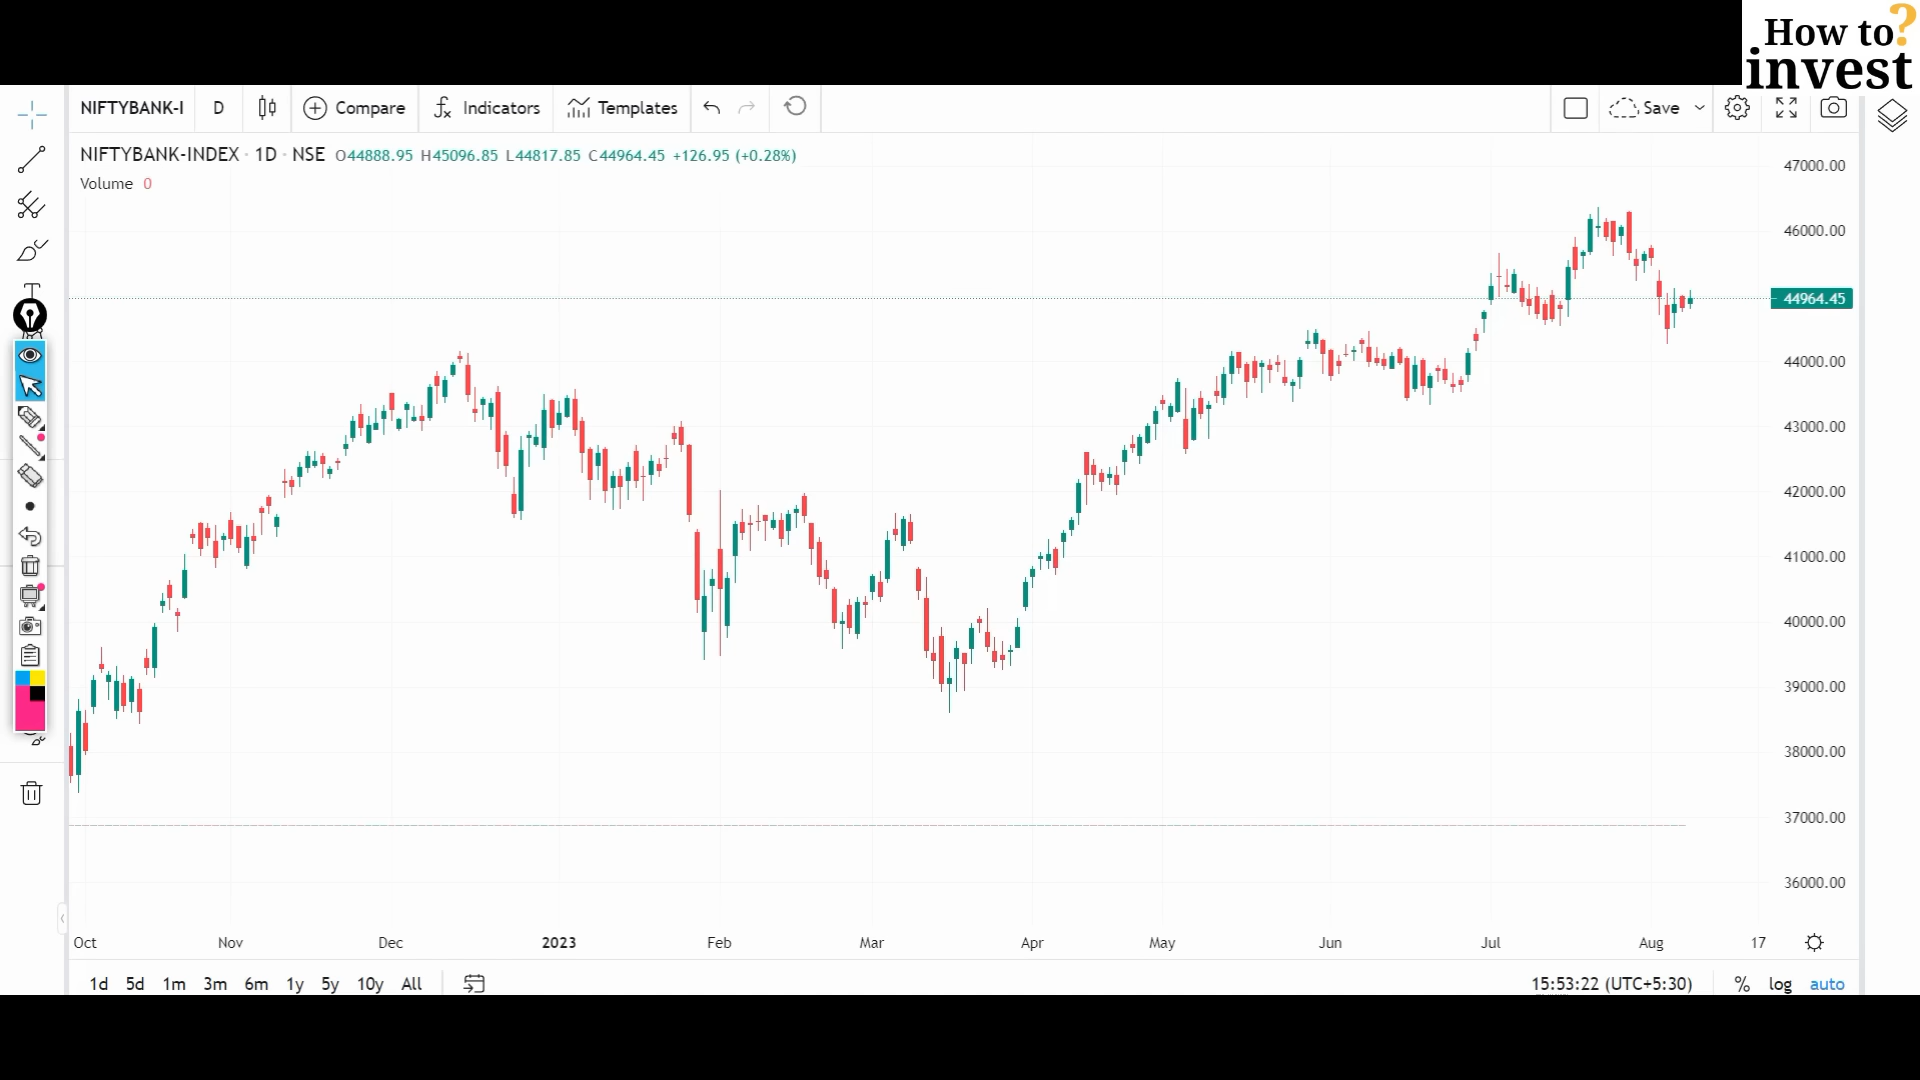 How to?
invest
NIFTYBANK-I D Compare Indicators Templates Save
NIFTYBANK-INDEX · 1D · NSE O44888.95 H45096.85 L44817.85 C44964.45 +126.95 (+0.28%)
Volume 0
47000.00
46000.00
44964.45
44000.00
43000.00
42000.00
41000.00
40000.00
39000.00
38000.00
37000.00
36000.00
Oct Nov Dec 2023 Feb Mar Apr May Jun Jul Aug 17
1d 5d 1m 3m 6m 1y 5y 10y All 15:53:22 (UTC+5:30) % log auto